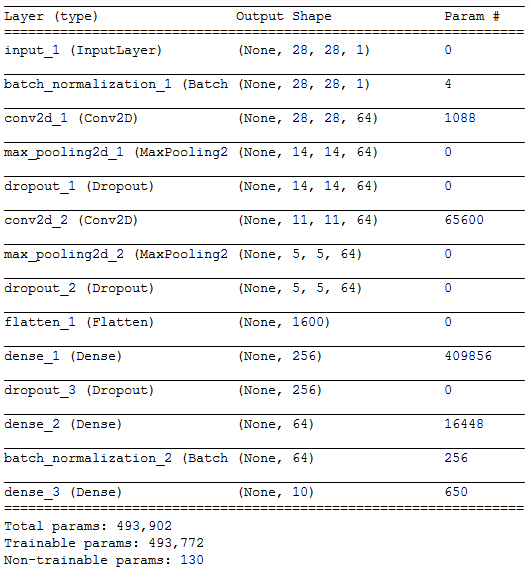 Layer (type) Output Shape Param #
input_1 (InputLayer) (None, 28, 28, 1) 0
batch_normalization_1 (Batch (None, 28, 28, 1) 4
conv2d_1 (Conv2D) (None, 28, 28, 64) 1088
max_pooling2d_1 (MaxPooling2 (None, 14, 14, 64) 0
dropout_1 (Dropout) (None, 14, 14, 64) 0
conv2d_2 (Conv2D) (None, 11, 11, 64) 65600
max_pooling2d_2 (MaxPooling2 (None, 5, 5, 64) 0
dropout_2 (Dropout) (None, 5, 5, 64) 0
flatten_1 (Flatten) (None, 1600) 0
dense_1 (Dense) (None, 256) 409856
dropout_3 (Dropout) (None, 256) 0
dense_2 (Dense) (None, 64) 16448
batch_normalization_2 (Batch (None, 64) 256
dense_3 (Dense) (None, 10) 650
Total params: 493,902
Trainable params: 493,772
Non-trainable params: 130